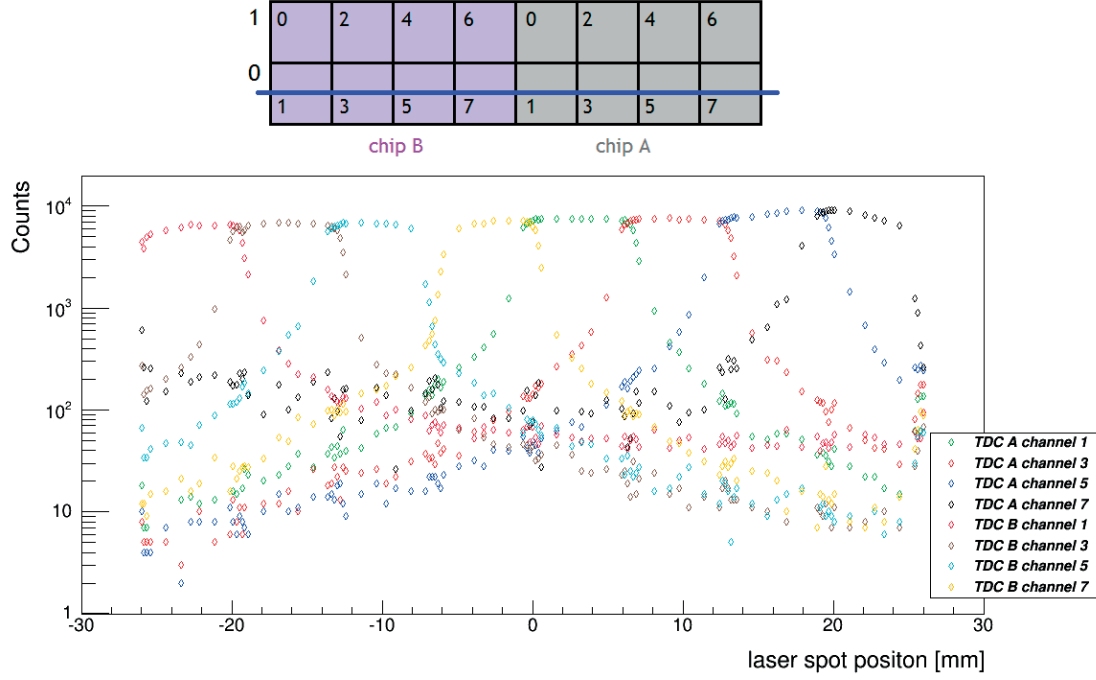 1 0 2 4 6 0 2 4 6
0
1 3 5 7 1 3 5 7
chip B chip A
Counts
10⁴
10³
10²
10
1
-30 -20 -10 0 10 20 30
laser spot positon [mm]
TDC A channel 1
TDC A channel 3
TDC A channel 5
TDC A channel 7
TDC B channel 1
TDC B channel 3
TDC B channel 5
TDC B channel 7